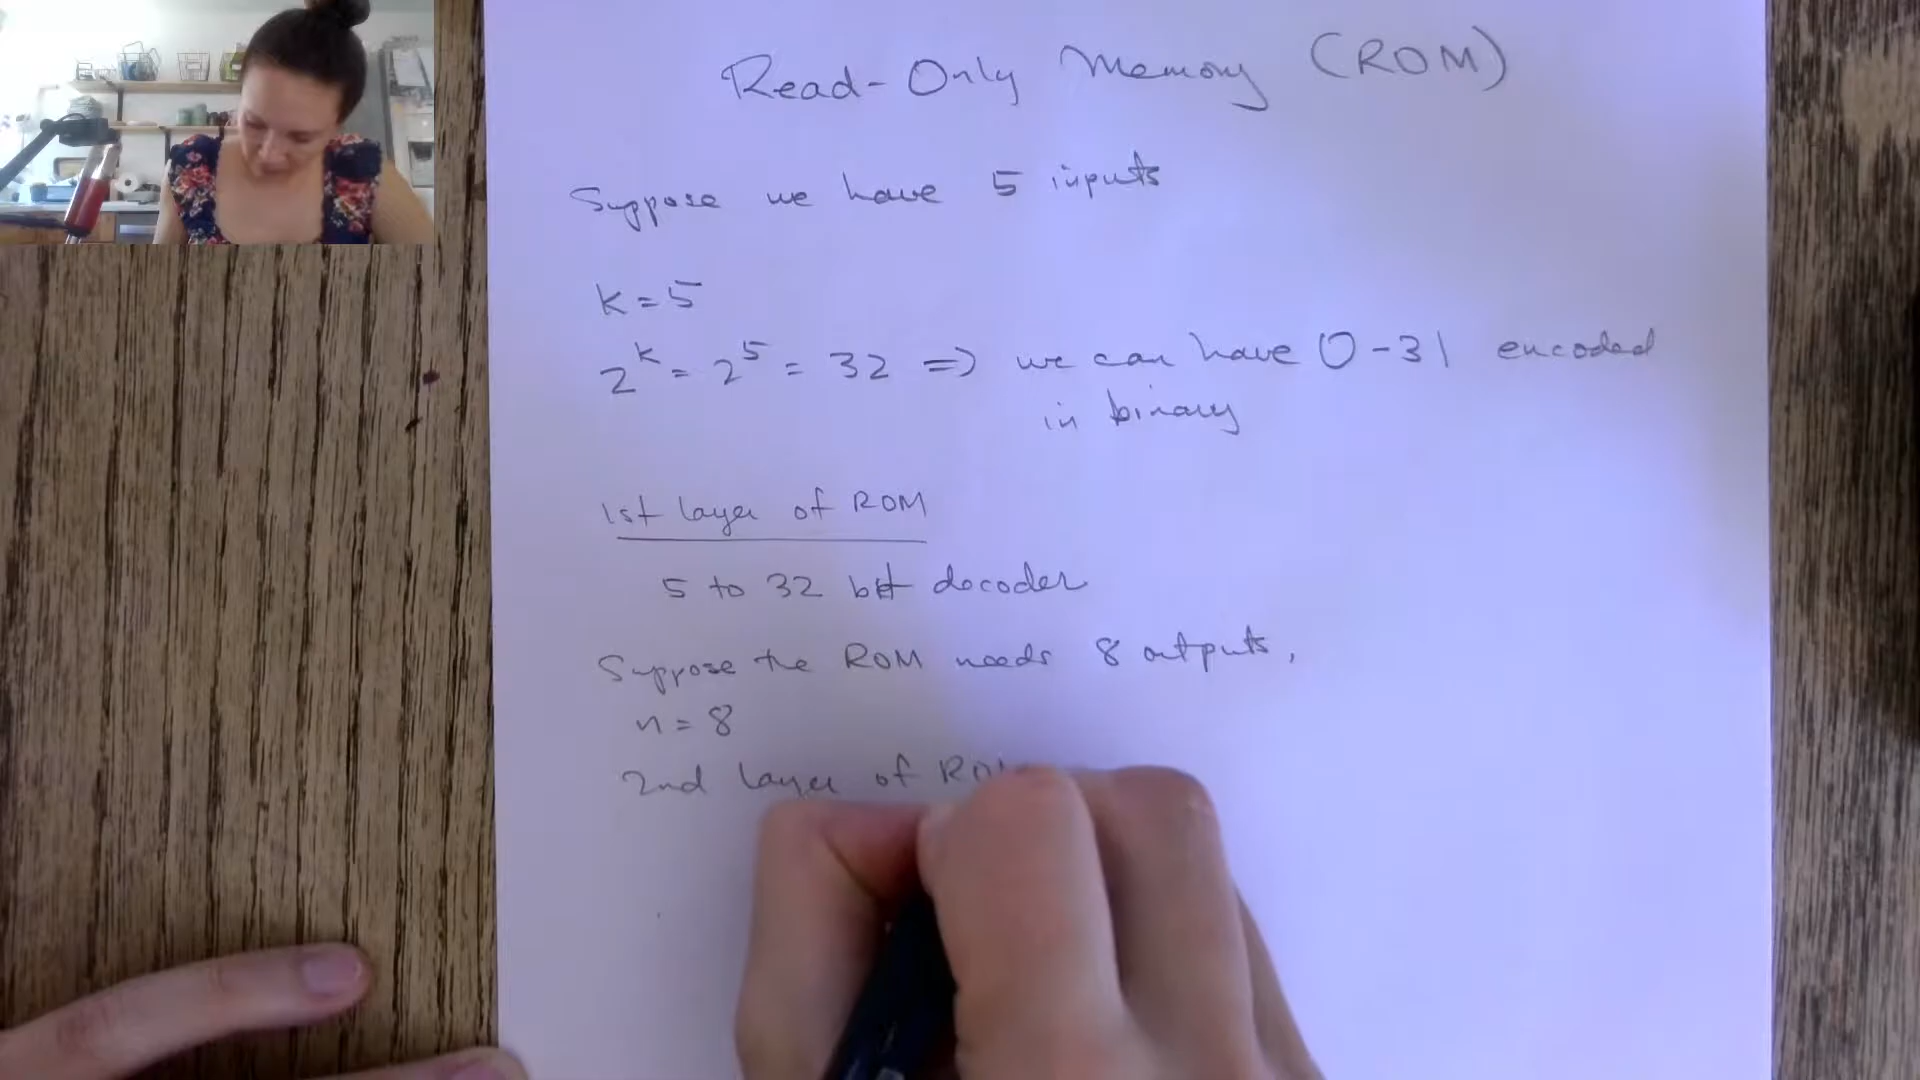 Read-Only Memory (ROM)
Suppose we have 5 inputs
K = 5
2^K = 2^5 = 32 => we can have 0-31 encoded
in binary
1st layer of ROM
5 to 32 bit decoder
Suppose the ROM needs 8 outputs,
n = 8
2nd layer of ROM